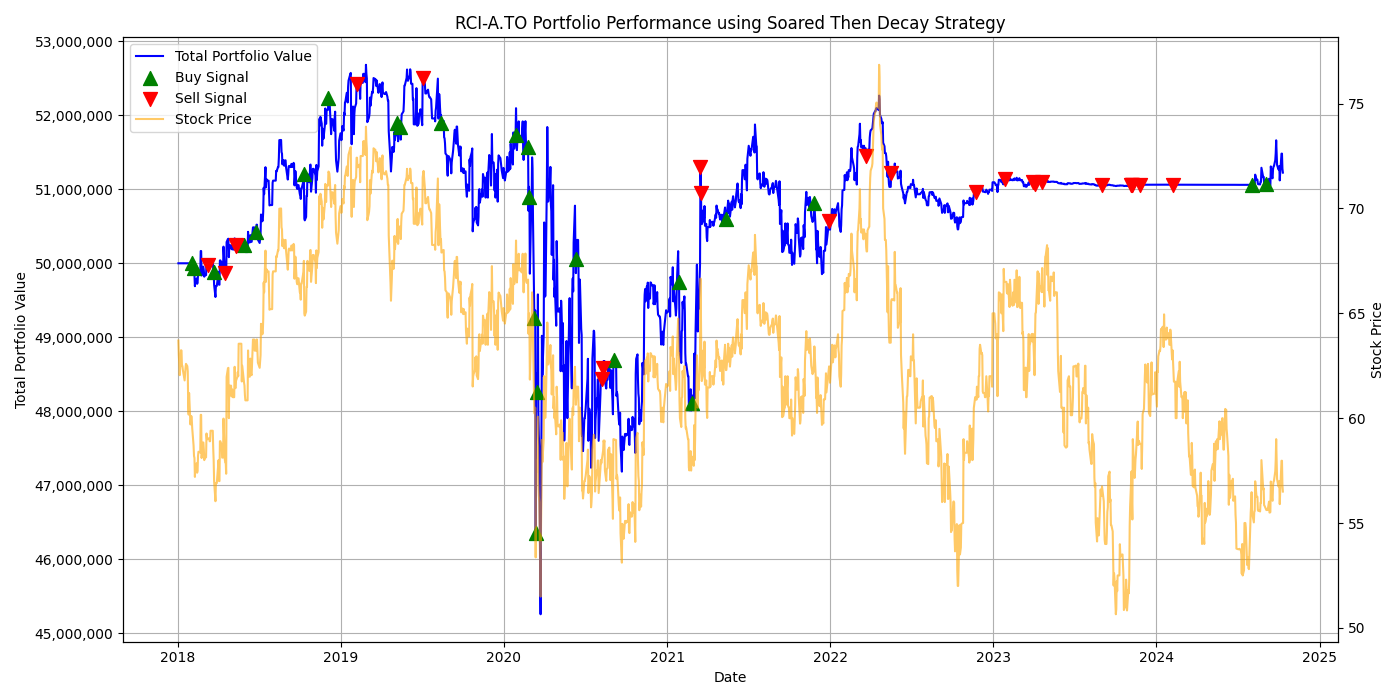 RCI-A.TO Portfolio Performance using Soared Then Decay Strategy
Total Portfolio Value
Buy Signal
Sell Signal
Stock Price
53,000,000
52,000,000
51,000,000
50,000,000
49,000,000
48,000,000
47,000,000
46,000,000
45,000,000
Total Portfolio Value
75
70
65
60
55
50
Stock Price
2018 2019 2020 2021 2022 2023 2024 2025
Date